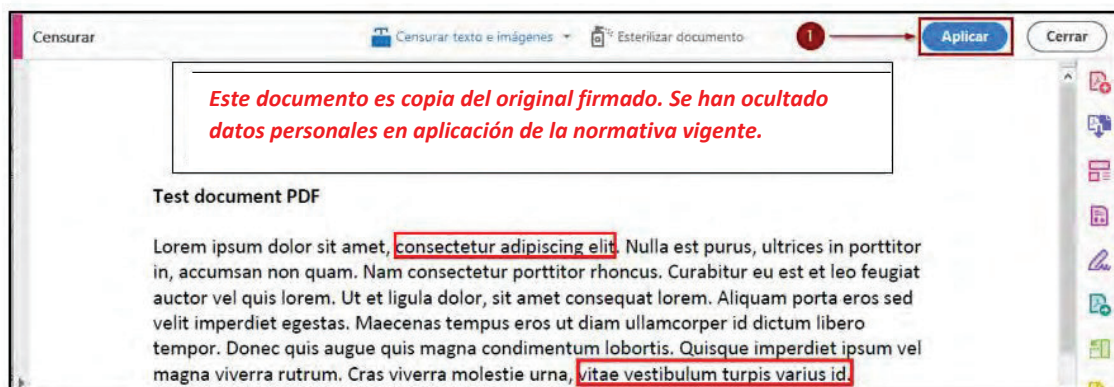 Censurar Censurar texto e imágenes Esterilizar documento 1 Aplicar Cerrar
Este documento es copia del original firmado. Se han ocultado
datos personales en aplicación de la normativa vigente.
Test document PDF
Lorem ipsum dolor sit amet, consectetur adipiscing elit. Nulla est purus, ultrices in porttitor
in, accumsan non quam. Nam consectetur porttitor rhoncus. Curabitur eu est et leo feugiat
auctor vel quis lorem. Ut et ligula dolor, sit amet consequat lorem. Aliquam porta eros sed
velit imperdiet egestas. Maecenas tempus eros ut diam ullamcorper id dictum libero
tempor. Donec quis augue quis magna condimentum lobortis. Quisque imperdiet ipsum vel
magna viverra rutrum. Cras viverra molestie urna, vitae vestibulum turpis varius id.